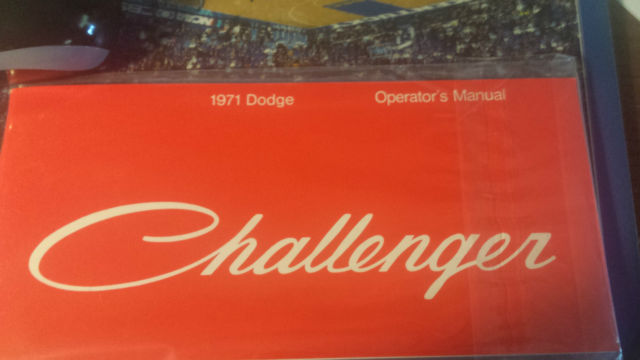 1971 Dodge Operator's Manual
Challenger